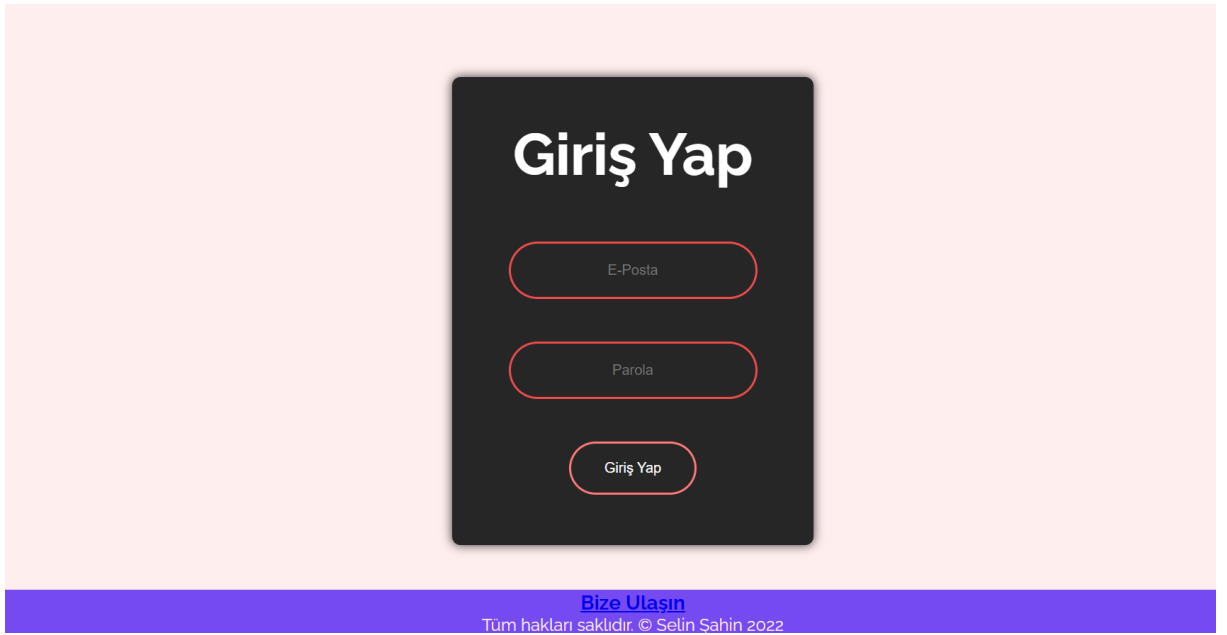 Giriş Yap
E-Posta
Parola
Giriş Yap
Bize Ulaşın
Tüm hakları saklıdır. © Selin Şahin 2022